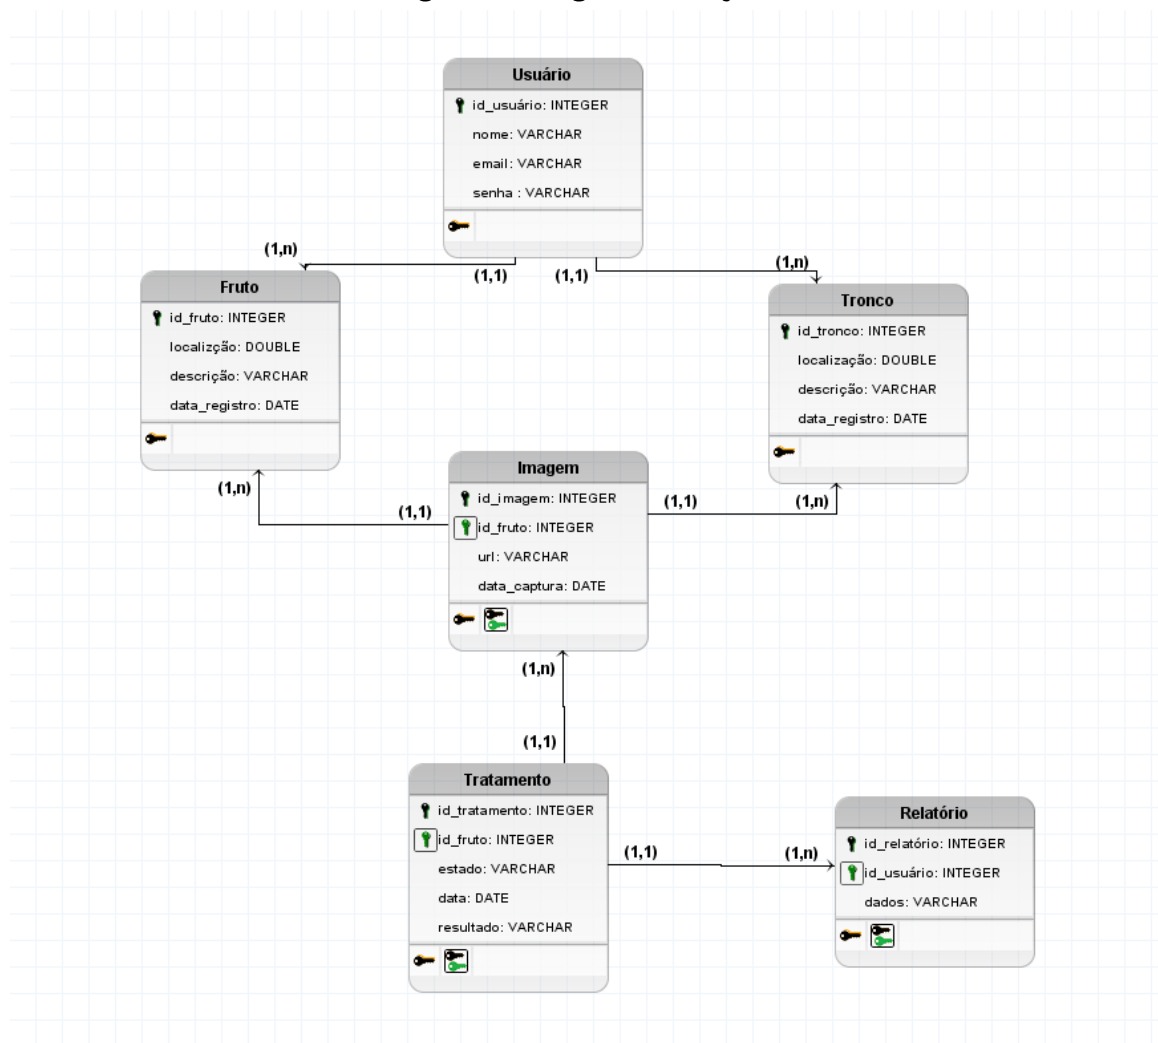 Usuário
id_usuário: INTEGER
nome: VARCHAR
email: VARCHAR
senha : VARCHAR
(1,n)
(1,1)
(1,1)
(1,n)
Fruto
id_fruto: INTEGER
localizção: DOUBLE
descrição: VARCHAR
data_registro: DATE
Tronco
id_tronco: INTEGER
localização: DOUBLE
descrição: VARCHAR
data_registro: DATE
(1,n)
(1,1)
Imagem
id_imagem: INTEGER
id_fruto: INTEGER
url: VARCHAR
data_captura: DATE
(1,1)
(1,n)
(1,n)
(1,1)
Tratamento
id_tratamento: INTEGER
id_fruto: INTEGER
estado: VARCHAR
data: DATE
resultado: VARCHAR
(1,1)
(1,n)
Relatório
id_relatório: INTEGER
id_usuário: INTEGER
dados: VARCHAR